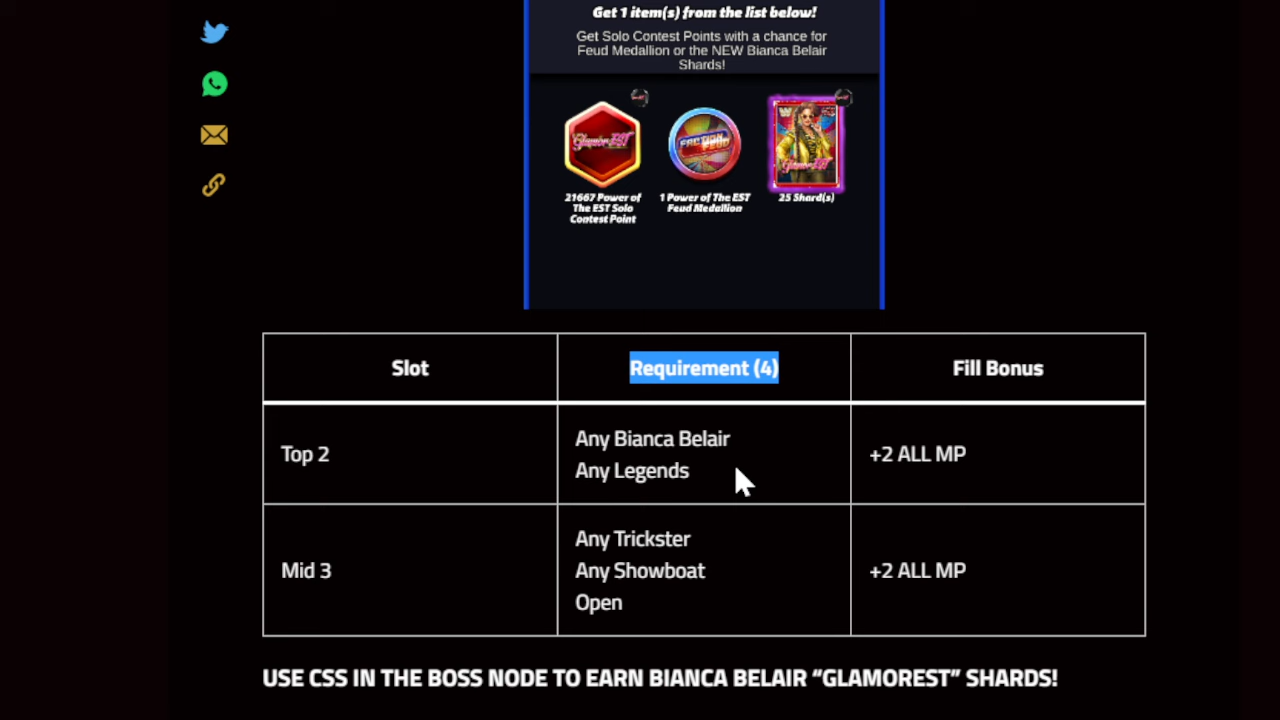 Get 1 item(s) from the list below!
Get Solo Contest Points with a chance for
Feud Medallion or the NEW Bianca Belair
Shards!
GlamorEST
FACTION
FEUD
GlamorEST
21667 Power of
The EST Solo
Contest Point
1 Power of The EST
Feud Medallion
25 Shard(s)
Slot
Requirement (4)
Fill Bonus
Top 2
Any Bianca Belair
Any Legends
+2 ALL MP
Mid 3
Any Trickster
Any Showboat
Open
+2 ALL MP
USE CSS IN THE BOSS NODE TO EARN BIANCA BELAIR “GLAMOREST” SHARDS!